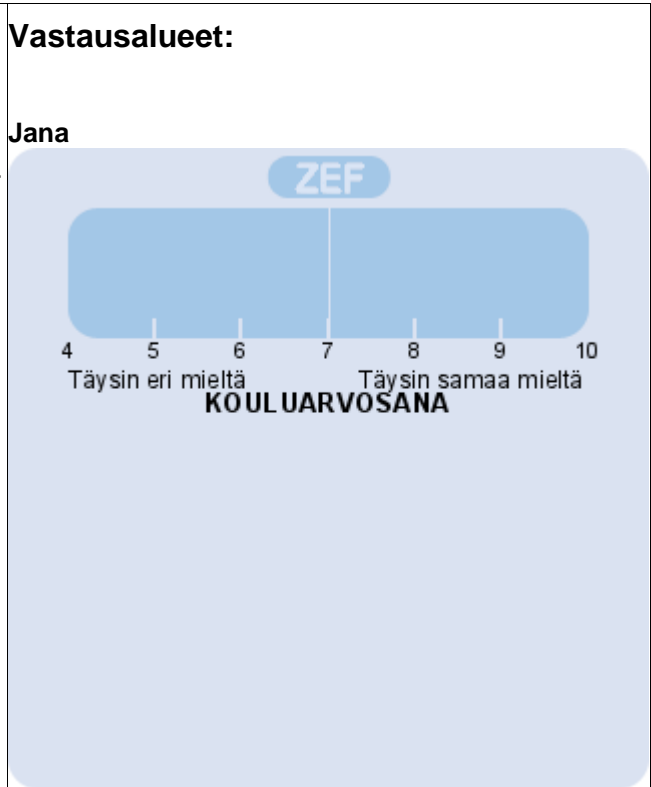 Vastausalueet:
Jana
ZEF
4 5 6 7 8 9 10
Täysin eri mieltä Täysin samaa mieltä
KOULUARVOSANA